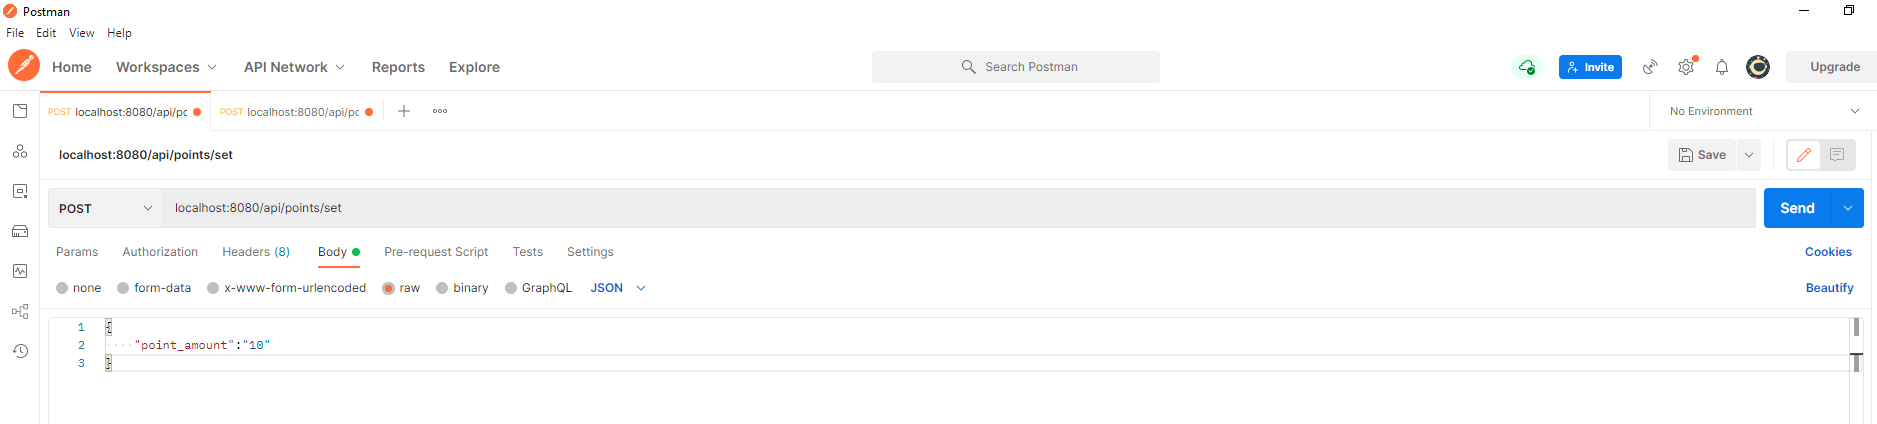 Postman
File Edit View Help
Home Workspaces API Network Reports Explore Search Postman Invite Upgrade
POST localhost:8080/api/pc POST localhost:8080/api/pc + ooo No Environment
localhost:8080/api/points/set Save
POST localhost:8080/api/points/set Send
Params Authorization Headers (8) Body Pre-request Script Tests Settings Cookies
none form-data x-www-form-urlencoded raw binary GraphQL JSON Beautify
1 {
2 "point_amount":"10"
3 }